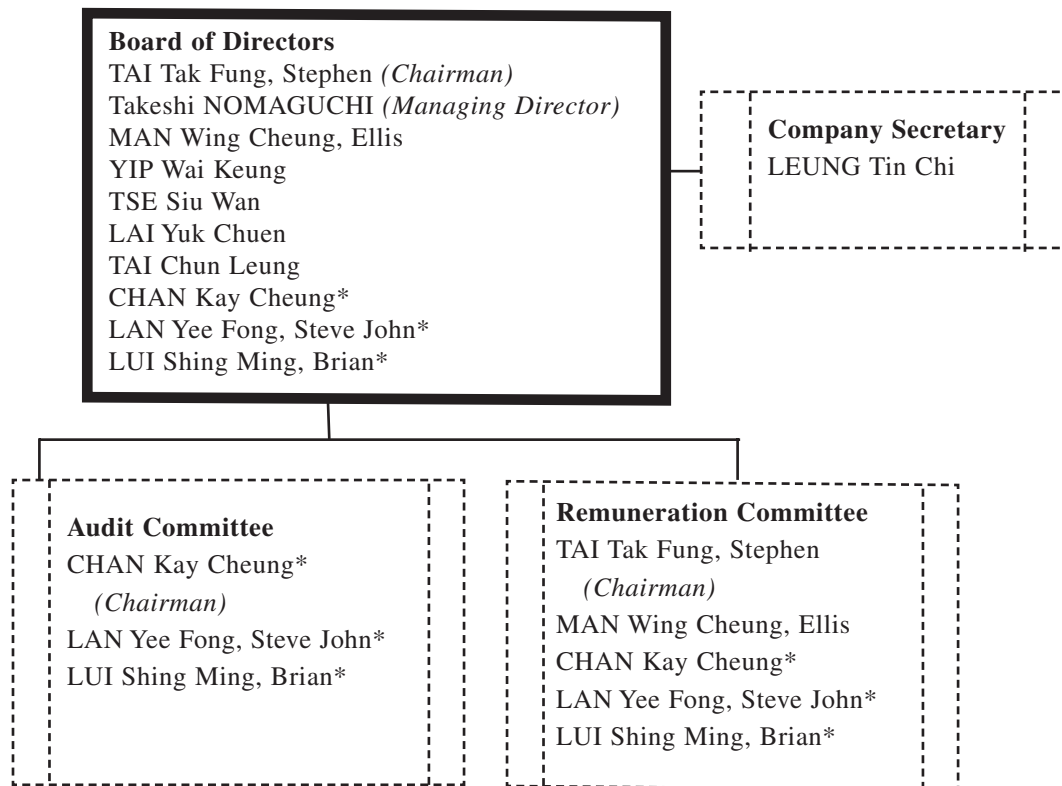 Board of Directors
TAI Tak Fung, Stephen (Chairman)
Takeshi NOMAGUCHI (Managing Director)
MAN Wing Cheung, Ellis
YIP Wai Keung
TSE Siu Wan
LAI Yuk Chuen
TAI Chun Leung
CHAN Kay Cheung*
LAN Yee Fong, Steve John*
LUI Shing Ming, Brian*
Company Secretary
LEUNG Tin Chi
Audit Committee
CHAN Kay Cheung*
(Chairman)
LAN Yee Fong, Steve John*
LUI Shing Ming, Brian*
Remuneration Committee
TAI Tak Fung, Stephen
(Chairman)
MAN Wing Cheung, Ellis
CHAN Kay Cheung*
LAN Yee Fong, Steve John*
LUI Shing Ming, Brian*